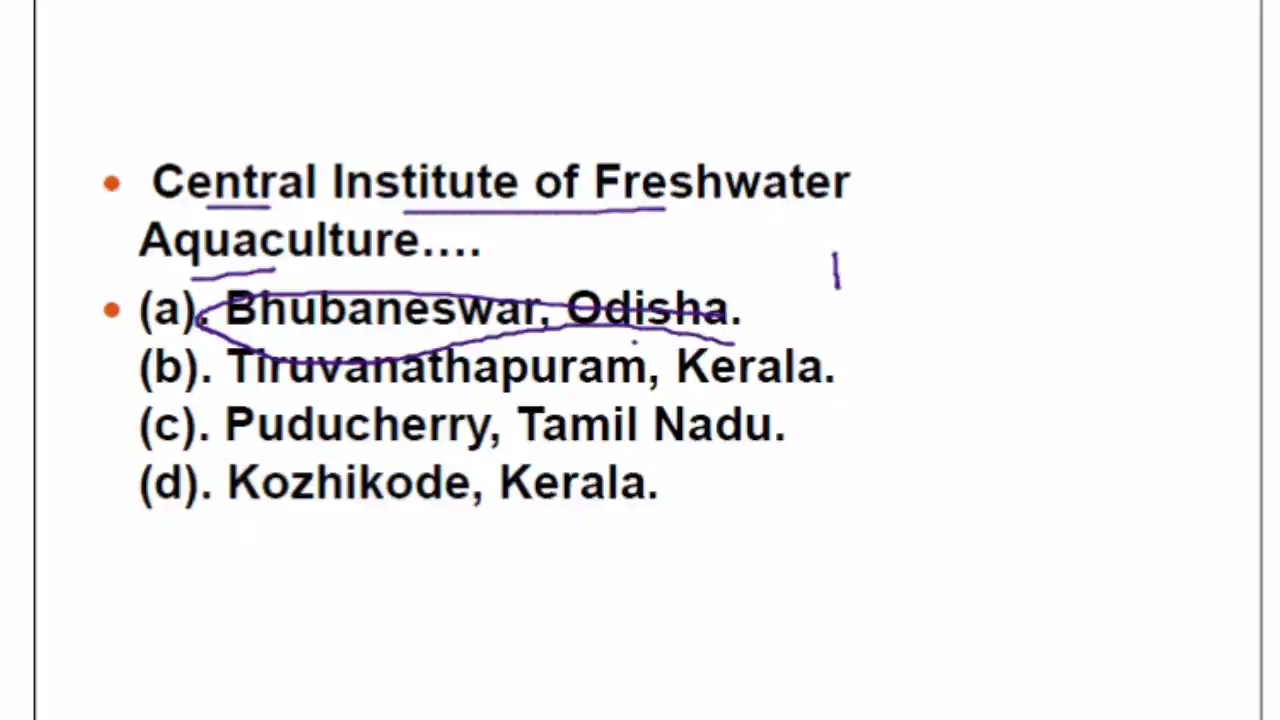 • Central Institute of Freshwater
Aquaculture....
• (a). Bhubaneswar, Odisha.
(b). Tiruvanathapuram, Kerala.
(c). Puducherry, Tamil Nadu.
(d). Kozhikode, Kerala.